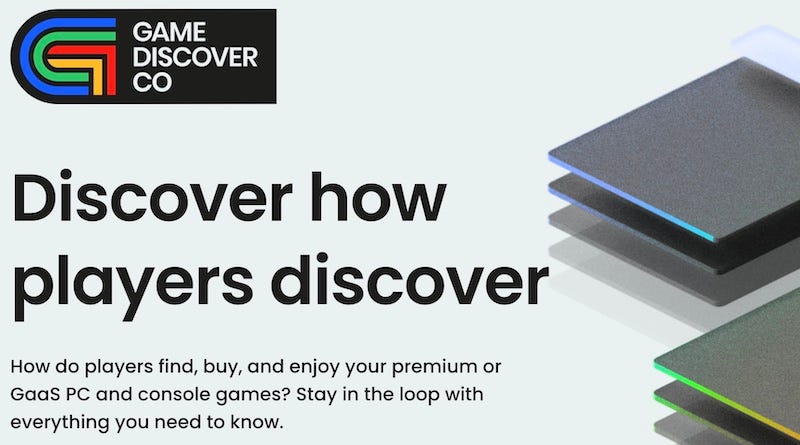 GAME
DISCOVER
CO
Discover how
players discover
How do players find, buy, and enjoy your premium or
GaaS PC and console games? Stay in the loop with
everything you need to know.